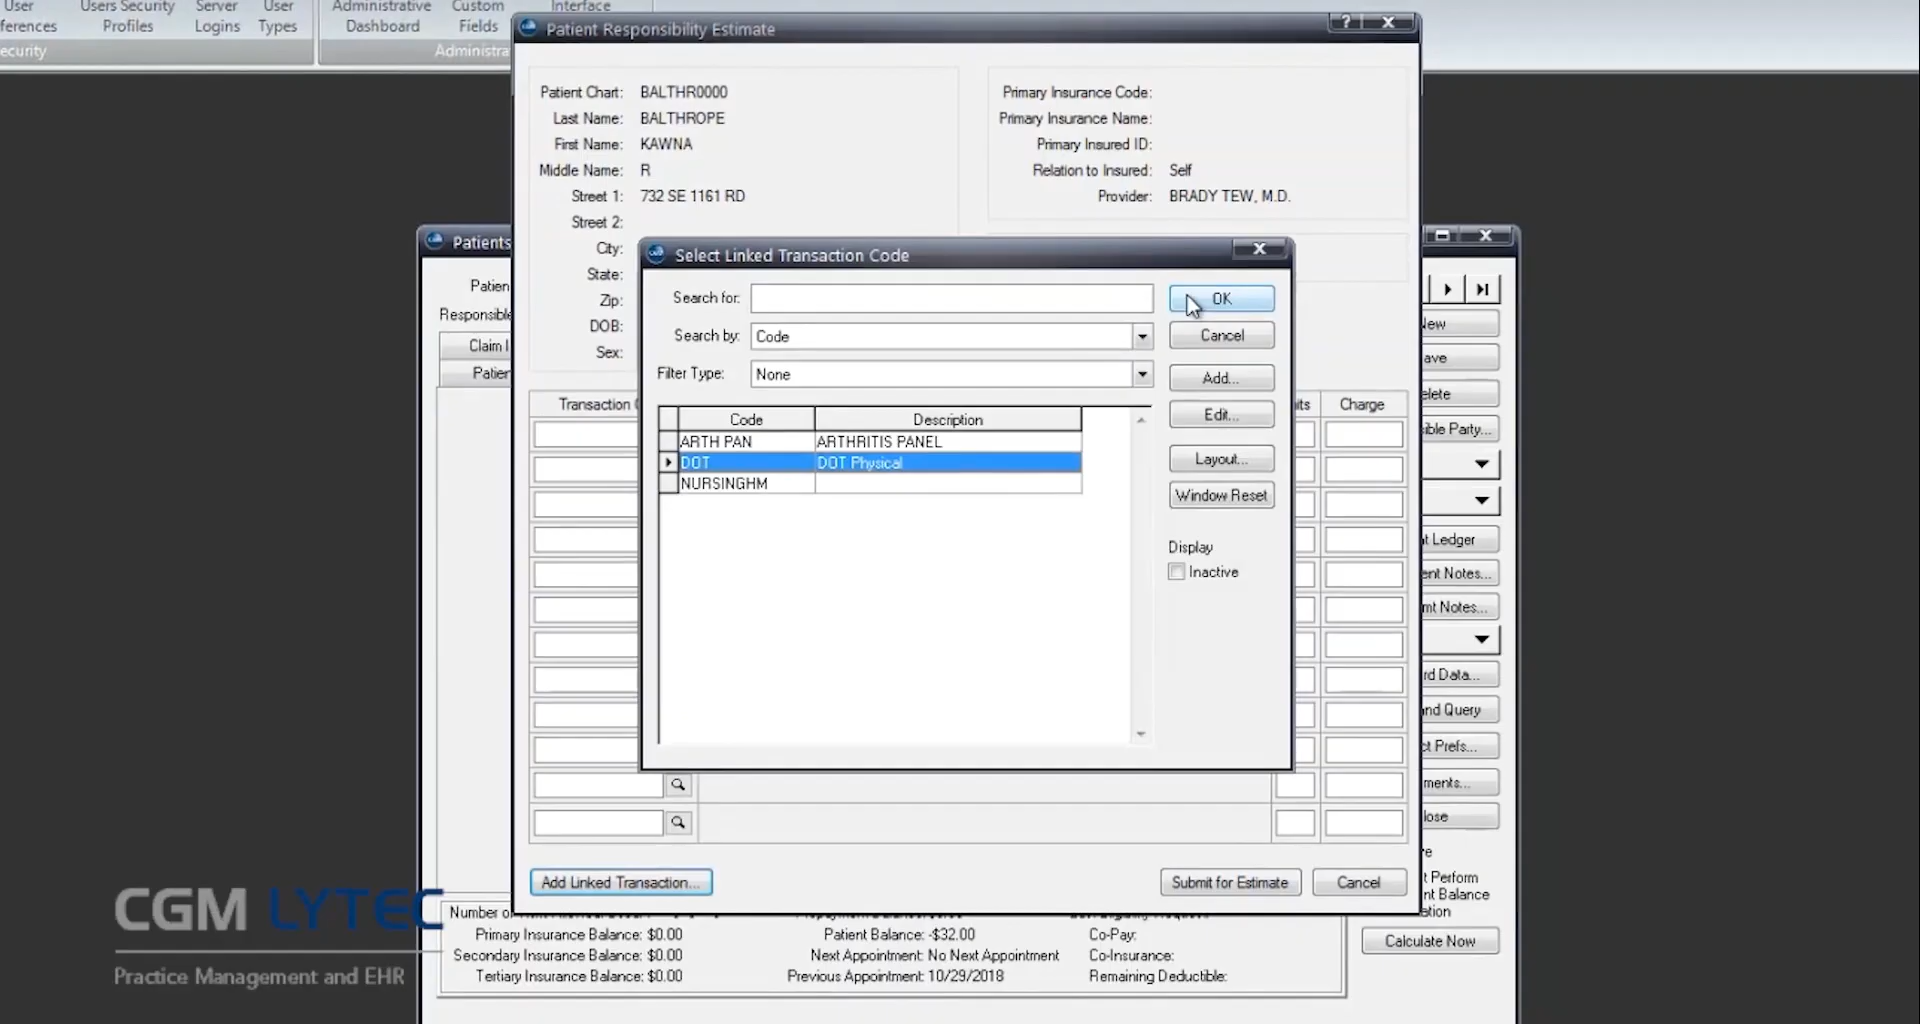 User
Users Security
Server
User
Administrative
Custom
Interface
ferences
Profiles
Logins
Types
Dashboard
Fields
ecurity
Administra
Patient Responsibility Estimate
Patient Chart: BALTHR0000
Last Name: BALTHROPE
First Name: KAWNA
Middle Name: R
Street 1: 732 SE 1161 RD
Street 2:
City:
State:
Zip:
DOB:
Sex:
Primary Insurance Code:
Primary Insurance Name:
Primary Insured ID:
Relation to Insured: Self
Provider: BRADY TEW, M.D.
Patients
Patien
Responsible
Claim I
Patien
Select Linked Transaction Code
Search for:
OK
Search by: Code
Cancel
Filter Type: None
Add...
Code Description
Edit...
ARTH PAN ARTHRITIS PANEL
DOT DOT Physical
Layout...
NURSINGHM
Window Reset
Display
Inactive
Transaction
its
Charge
New
ave
elete
ible Party...
t Ledger
ent Notes...
mt Notes...
rd Data...
and Query
ct Prefs...
ments...
lose
re
t Perform
nt Balance
ation
Calculate Now
Add Linked Transaction...
Submit for Estimate
Cancel
Number o
Primary Insurance Balance: $0.00
Patient Balance: -$32.00
Co-Pay:
Secondary Insurance Balance: $0.00
Next Appointment: No Next Appointment
Co-Insurance:
Tertiary Insurance Balance: $0.00
Previous Appointment: 10/29/2018
Remaining Deductible:
CGM LYTEC
Practice Management and EHR